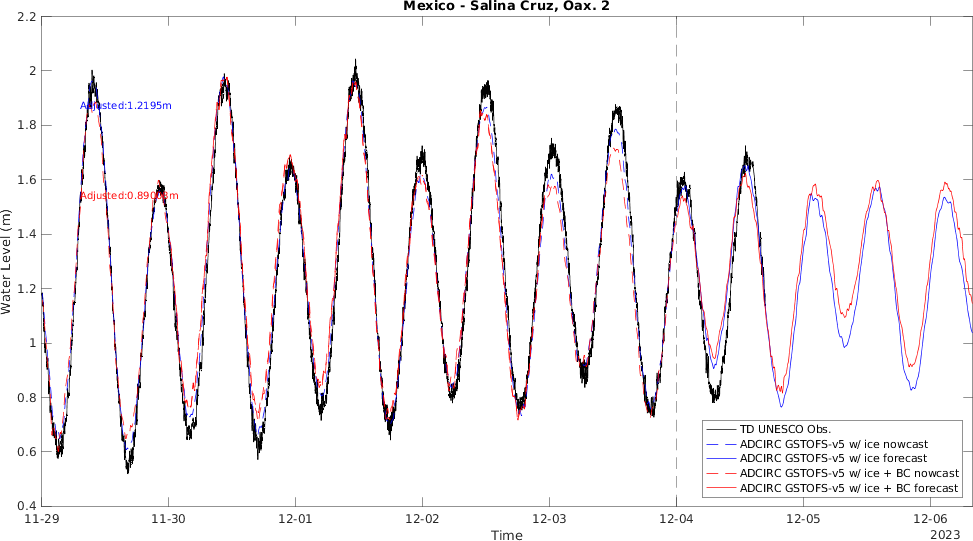 Mexico - Salina Cruz, Oax. 2
2.2
2
1.8
1.6
1.4
1.2
1
0.8
0.6
0.4
Water Level (m)
Adjusted:1.2195m
TD UNESCO Obs.
ADCIRC GSTOFS-v5 w/ ice nowcast
ADCIRC GSTOFS-v5 w/ ice forecast
ADCIRC GSTOFS-v5 w/ ice + BC nowcast
ADCIRC GSTOFS-v5 w/ ice + BC forecast
11-29
11-30
12-01
12-02
12-03
12-04
12-05
12-06
Time
2023